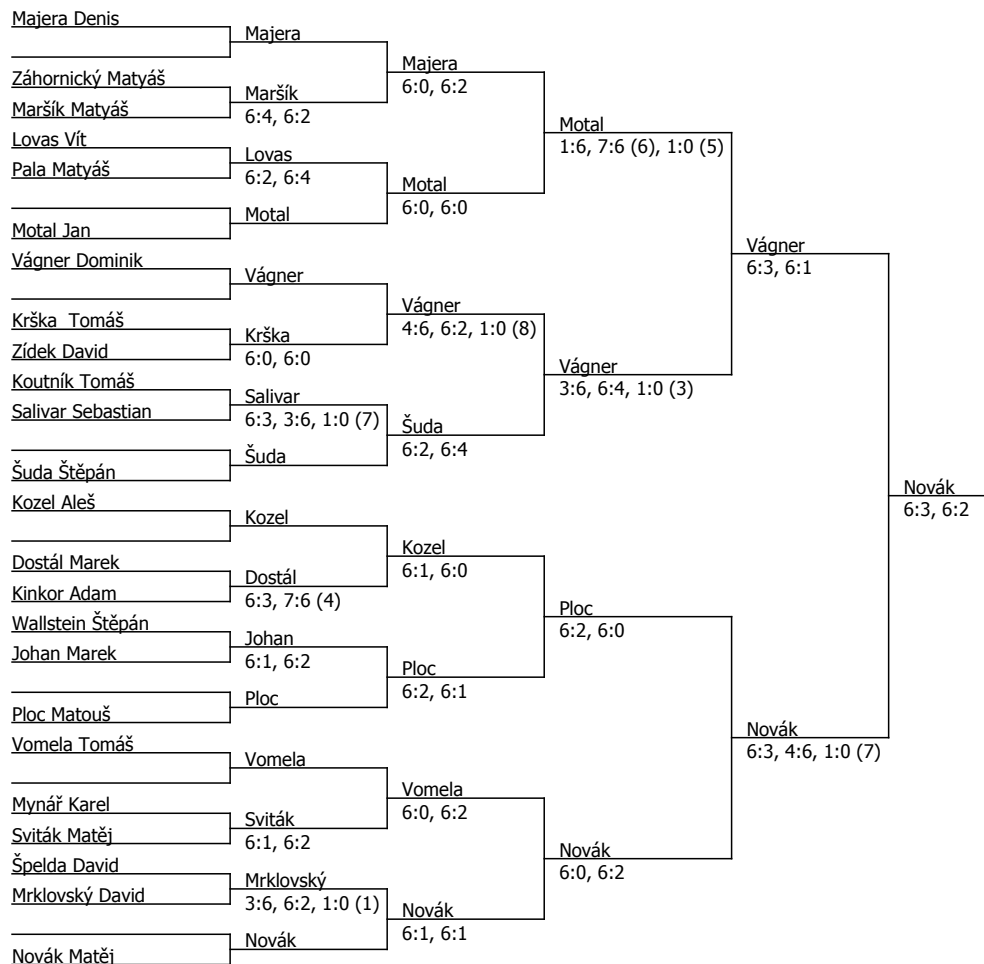 Majera Denis
Záhornický Matyáš
Maršík Matyáš
Lovas Vít
Pala Matyáš
Motal Jan
Vágner Dominik
Krška  Tomáš
Zídek David
Koutník Tomáš
Salivar Sebastian
Šuda Štěpán
Kozel Aleš
Dostál Marek
Kinkor Adam
Wallstein Štěpán
Johan Marek
Ploc Matouš
Vomela Tomáš
Mynář Karel
Sviták Matěj
Špelda David
Mrklovský David
Novák Matěj
Majera
Maršík
6:4, 6:2
Lovas
6:2, 6:4
Motal
Vágner
Krška
6:0, 6:0
Salivar
6:3, 3:6, 1:0 (7)
Šuda
Kozel
Dostál
6:3, 7:6 (4)
Johan
6:1, 6:2
Ploc
Vomela
Sviták
6:1, 6:2
Mrklovský
3:6, 6:2, 1:0 (1)
Novák
Majera
6:0, 6:2
Motal
6:0, 6:0
Vágner
4:6, 6:2, 1:0 (8)
Šuda
6:2, 6:4
Kozel
6:1, 6:0
Ploc
6:2, 6:1
Vomela
6:0, 6:2
Novák
6:1, 6:1
Motal
1:6, 7:6 (6), 1:0 (5)
Vágner
3:6, 6:4, 1:0 (3)
Ploc
6:2, 6:0
Novák
6:0, 6:2
Vágner
6:3, 6:1
Novák
6:3, 4:6, 1:0 (7)
Novák
6:3, 6:2